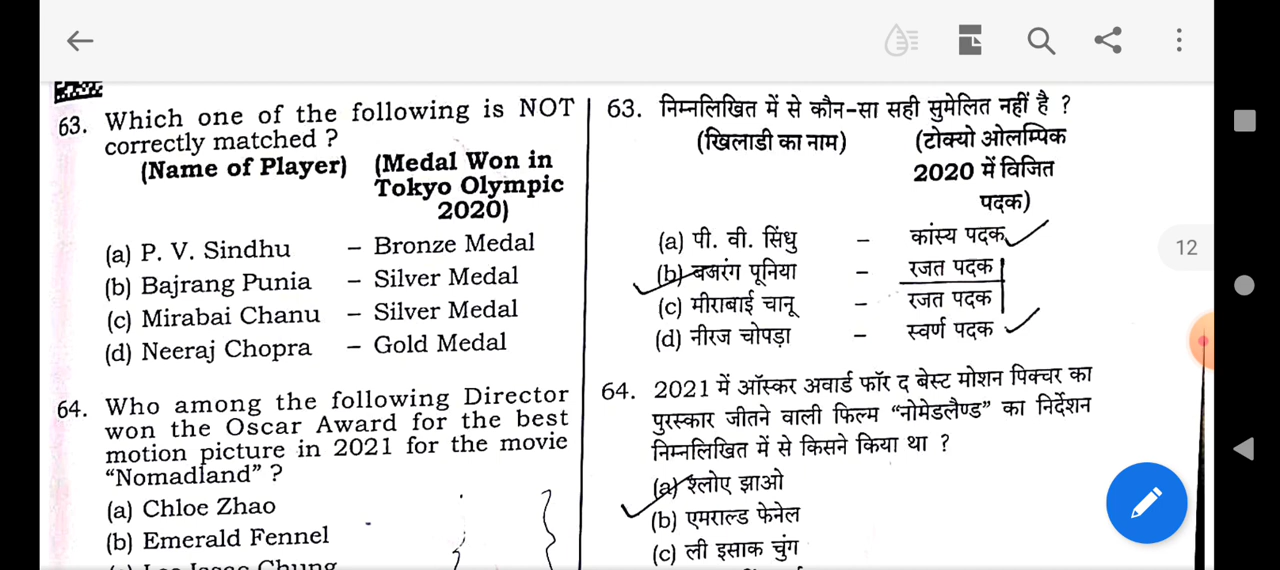 63. Which one of the following is NOT
correctly matched ?
(Name of Player) (Medal Won in
Tokyo Olympic
2020)
(a) P. V. Sindhu – Bronze Medal
(b) Bajrang Punia – Silver Medal
(c) Mirabai Chanu – Silver Medal
(d) Neeraj Chopra – Gold Medal
64. Who among the following Director
won the Oscar Award for the best
motion picture in 2021 for the movie
“Nomadland” ?
(a) Chloe Zhao
(b) Emerald Fennel
63. निम्नलिखित में से कौन-सा सही सुमेलित नहीं है ?
(खिलाडी का नाम) (टोक्यो ओलम्पिक
2020 में विजित
पदक)
(a) पी. वी. सिंधु – कांस्य पदक
(b) बजरंग पूनिया – रजत पदक
(c) मीराबाई चानू – रजत पदक
(d) नीरज चोपड़ा – स्वर्ण पदक
64. 2021 में ऑस्कर अवार्ड फॉर द बेस्ट मोशन पिक्चर का
पुरस्कार जीतने वाली फिल्म “नोमेडलैण्ड” का निर्देशन
निम्नलिखित में से किसने किया था ?
(a) श्लोए झाओ
(b) एमराल्ड फेनेल
(c) ली इसाक चुंग
12